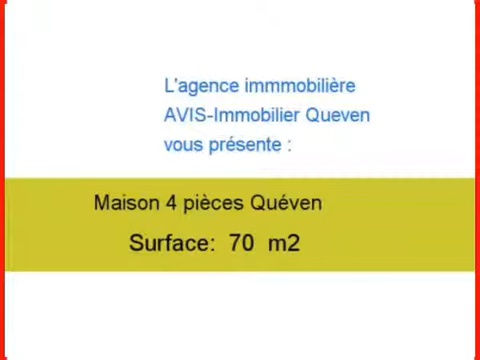 L'agence immmobilière
AVIS-Immobilier Queven
vous présente :
Maison 4 pièces Quéven
Surface: 70 m2